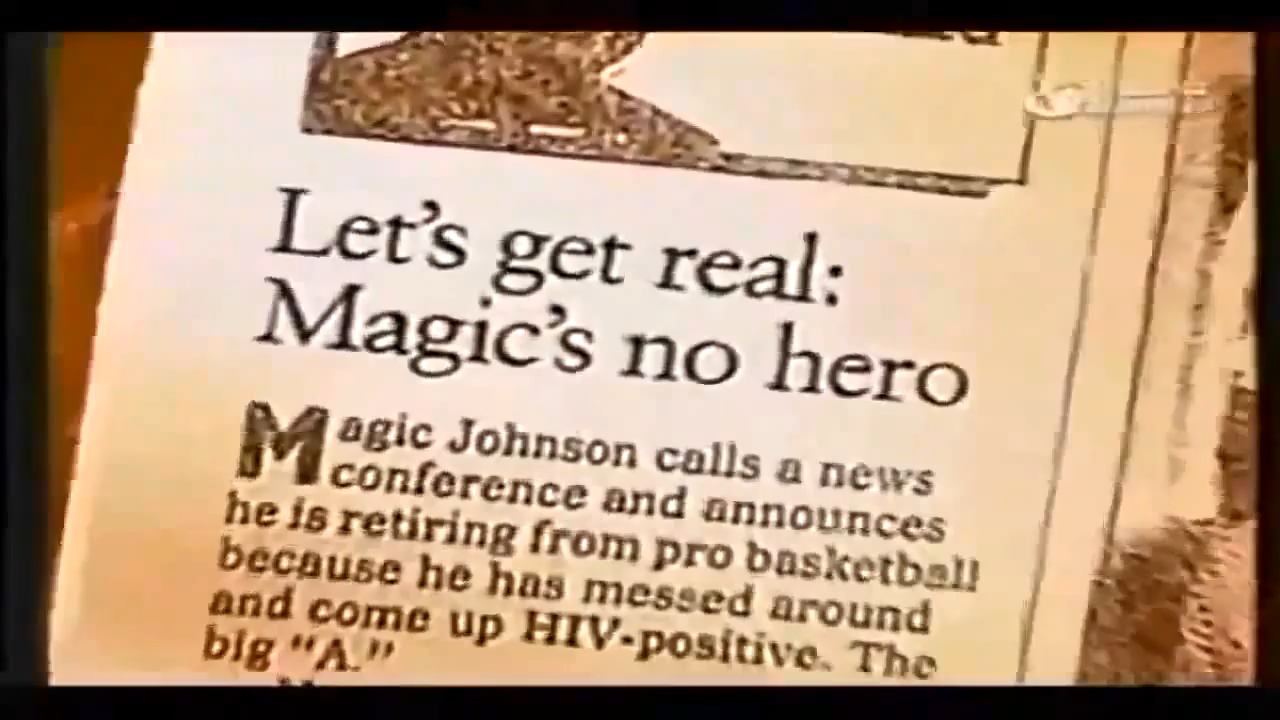 Let's get real:
Magic's no hero
Magic Johnson calls a news
conference and announces
he is retiring from pro basketball
because he has messed around
and come up HIV-positive. The
big "A."